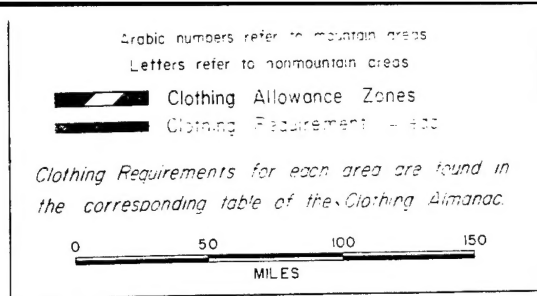 Arabic numbers refer to mountain areas
Letters refer to nonmountain areas
Clothing Allowance Zones
Clothing Requirement Areas
Clothing Requirements for each area are found in
the corresponding table of the Clothing Almanac.
0 50 100 150
MILES